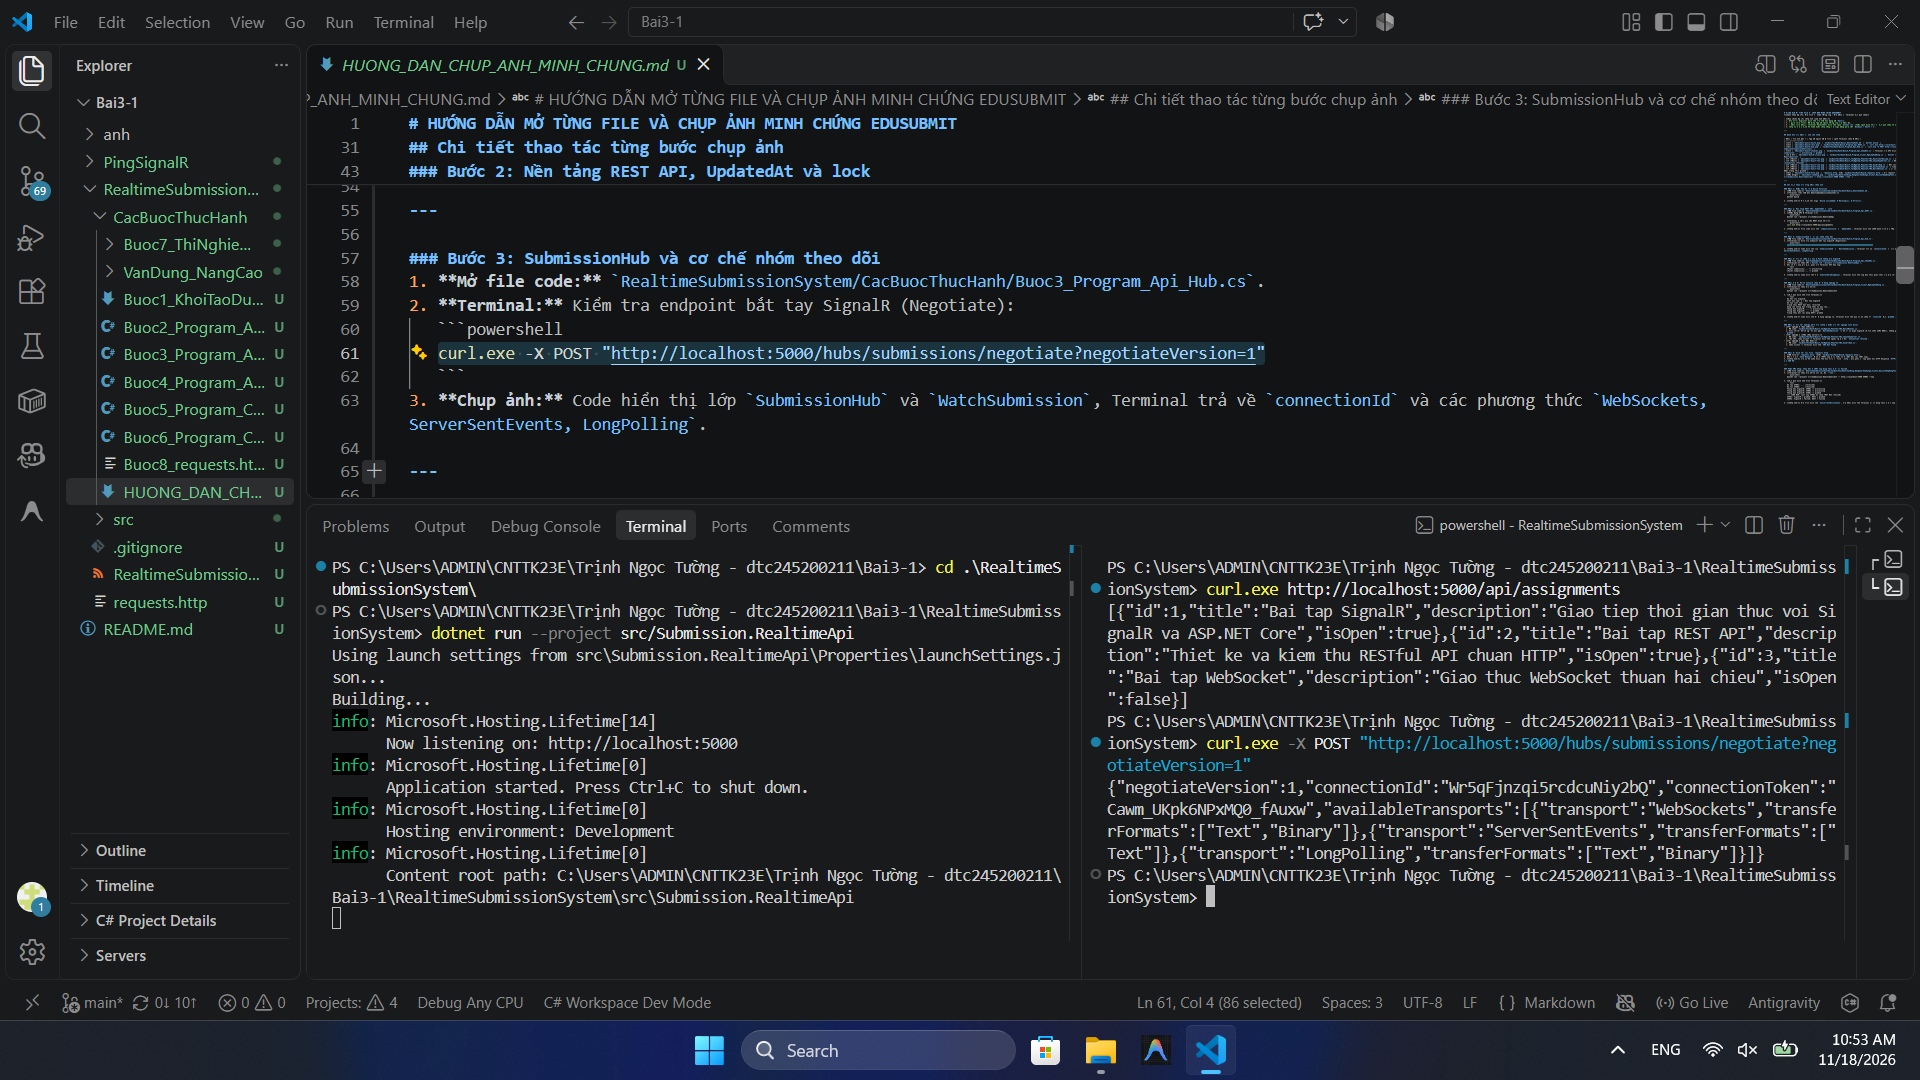 File Edit Selection View Go Run Terminal Help
Bai3-1
Explorer
Bai3-1
anh
PingSignalR
RealtimeSubmission...
CacBuocThucHanh
Buoc7_ThiNghie...
VanDung_NangCao
Buoc1_KhoiTaoDu... U
Buoc2_Program_A... U
Buoc3_Program_A... U
Buoc4_Program_A... U
Buoc5_Program_C... U
Buoc6_Program_C... U
Buoc8_requests.ht... U
HUONG_DAN_CH... U
src
.gitignore U
RealtimeSubmissio... U
requests.http U
README.md U
69
1
Outline
Timeline
C# Project Details
Servers
HUONG_DAN_CHUP_ANH_MINH_CHUNG.md U
P_ANH_MINH_CHUNG.md > abc # HƯỚNG DẪN MỞ TỪNG FILE VÀ CHỤP ẢNH MINH CHỨNG EDUSUBMIT > abc ## Chi tiết thao tác từng bước chụp ảnh > abc ### Bước 3: SubmissionHub và cơ chế nhóm theo dõ Text Editor
1 # HƯỚNG DẪN MỞ TỪNG FILE VÀ CHỤP ẢNH MINH CHỨNG EDUSUBMIT
31 ## Chi tiết thao tác từng bước chụp ảnh
43 ### Bước 2: Nền tảng REST API, UpdatedAt và lock
54
55 ---
56
57 ### Bước 3: SubmissionHub và cơ chế nhóm theo dõi
58 1. **Mở file code:** `RealtimeSubmissionSystem/CacBuocThucHanh/Buoc3_Program_Api_Hub.cs`.
59 2. **Terminal:** Kiểm tra endpoint bắt tay SignalR (Negotiate):
60 ```powershell
61 curl.exe -X POST "http://localhost:5000/hubs/submissions/negotiate?negotiateVersion=1"
62 ```
63 3. **Chụp ảnh:** Code hiển thị lớp `SubmissionHub` và `WatchSubmission`, Terminal trả về `connectionId` và các phương thức `WebSockets,
ServerSentEvents, LongPolling`.
64
65 ---
66
Problems Output Debug Console Terminal Ports Comments
powershell - RealtimeSubmissionSystem
PS C:\Users\ADMIN\CNTTK23E\Trịnh Ngọc Tường - dtc245200211\Bai3-1> cd .\RealtimeS
ubmissionSystem\
PS C:\Users\ADMIN\CNTTK23E\Trịnh Ngọc Tường - dtc245200211\Bai3-1\RealtimeSubmiss
ionSystem> dotnet run --project src/Submission.RealtimeApi
Using launch settings from src\Submission.RealtimeApi\Properties\launchSettings.j
son...
Building...
info: Microsoft.Hosting.Lifetime[14]
Now listening on: http://localhost:5000
info: Microsoft.Hosting.Lifetime[0]
Application started. Press Ctrl+C to shut down.
info: Microsoft.Hosting.Lifetime[0]
Hosting environment: Development
info: Microsoft.Hosting.Lifetime[0]
Content root path: C:\Users\ADMIN\CNTTK23E\Trịnh Ngọc Tường - dtc245200211\
Bai3-1\RealtimeSubmissionSystem\src\Submission.RealtimeApi
PS C:\Users\ADMIN\CNTTK23E\Trịnh Ngọc Tường - dtc245200211\Bai3-1\RealtimeSubmiss
ionSystem> curl.exe http://localhost:5000/api/assignments
[{"id":1,"title":"Bai tap SignalR","description":"Giao tiep thoi gian thuc voi Si
gnalR va ASP.NET Core","isOpen":true},{"id":2,"title":"Bai tap REST API","descrip
tion":"Thiet ke va kiem thu RESTful API chuan HTTP","isOpen":true},{"id":3,"title
":"Bai tap WebSocket","description":"Giao thuc WebSocket thuan hai chieu","isOpen
":false}]
PS C:\Users\ADMIN\CNTTK23E\Trịnh Ngọc Tường - dtc245200211\Bai3-1\RealtimeSubmiss
ionSystem> curl.exe -X POST "http://localhost:5000/hubs/submissions/negotiate?neg
otiateVersion=1"
{"negotiateVersion":1,"connectionId":"Wr5qFjnzqi5rcdcuNiy2bQ","connectionToken":"
Cawm_UKpk6NPxMQ0_fAuxw","availableTransports":[{"transport":"WebSockets","transfe
rFormats":["Text","Binary"]},{"transport":"ServerSentEvents","transferFormats":["
Text"]},{"transport":"LongPolling","transferFormats":["Text","Binary"]}]}
PS C:\Users\ADMIN\CNTTK23E\Trịnh Ngọc Tường - dtc245200211\Bai3-1\RealtimeSubmiss
ionSystem>
main* 0↓ 10↑ 0 0 Projects: 4 Debug Any CPU C# Workspace Dev Mode Ln 61, Col 4 (86 selected) Spaces: 3 UTF-8 LF { } Markdown Go Live Antigravity
Search
ENG
10:53 AM
11/18/2026